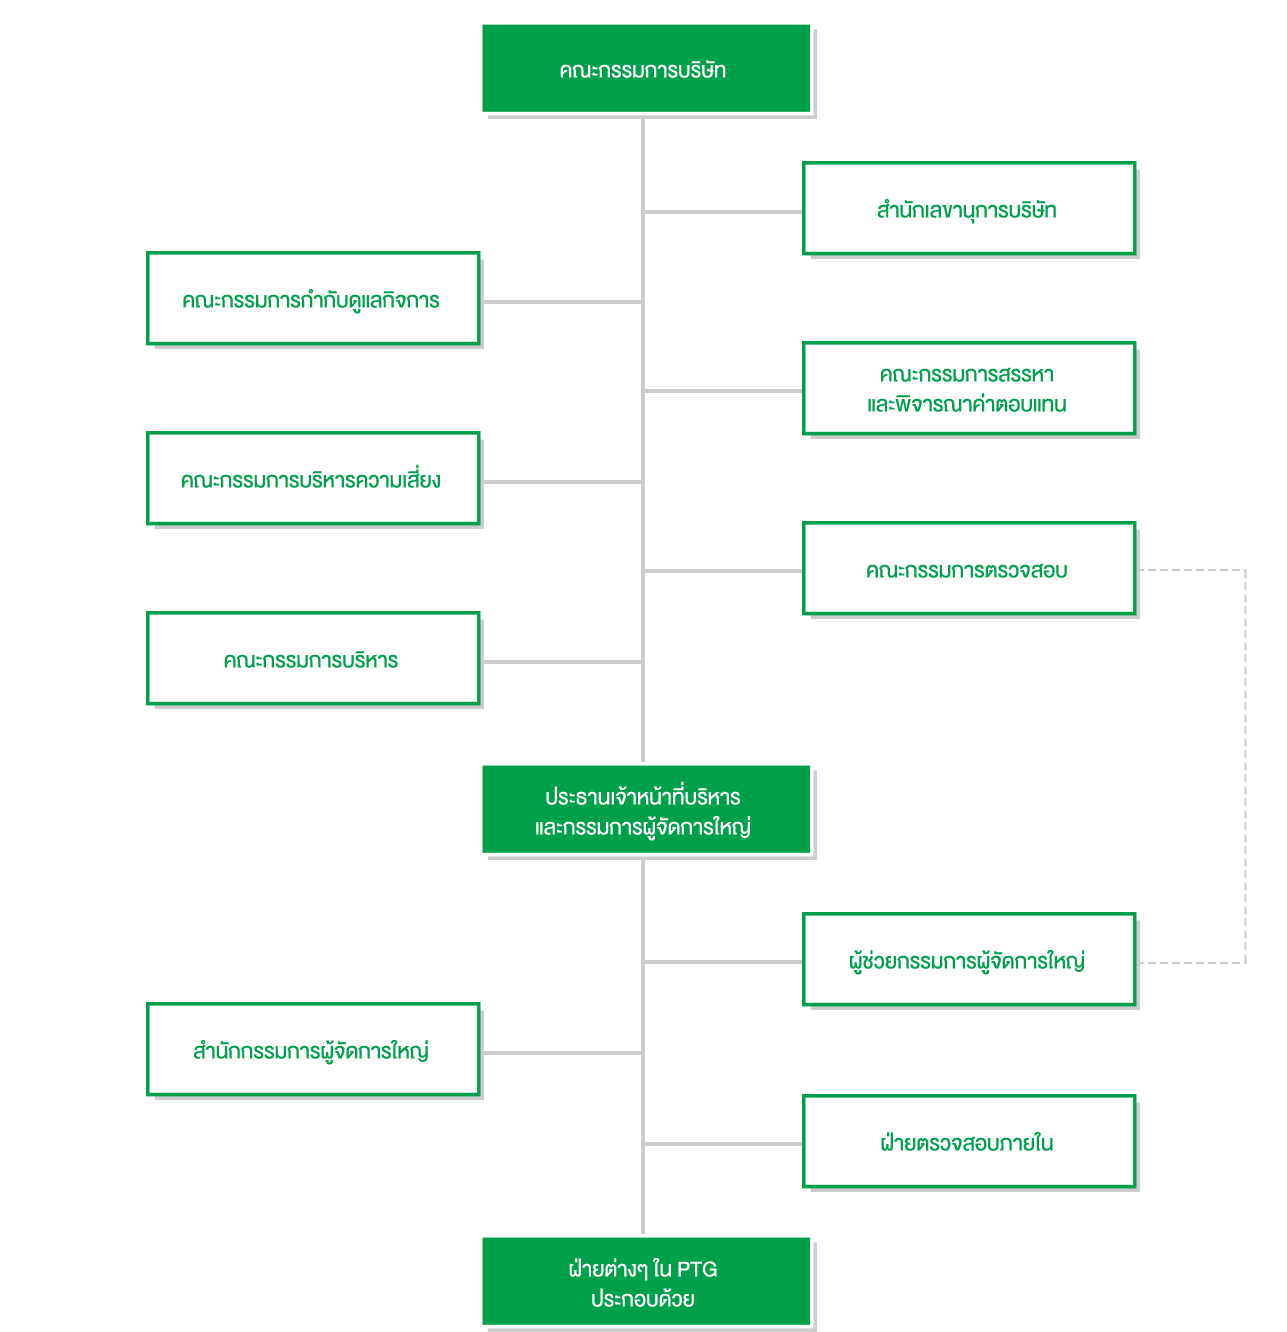 คณะกรรมการบริษัท
สำนักเลขานุการบริษัท
คณะกรรมการกำกับดูแลกิจการ
คณะกรรมการสรรหา
และพิจารณาค่าตอบแทน
คณะกรรมการบริหารความเสี่ยง
คณะกรรมการตรวจสอบ
คณะกรรมการบริหาร
ประธานเจ้าหน้าที่บริหาร
และกรรมการผู้จัดการใหญ่
ผู้ช่วยกรรมการผู้จัดการใหญ่
สำนักกรรมการผู้จัดการใหญ่
ฝ่ายตรวจสอบภายใน
ฝ่ายต่างๆ ใน PTG
ประกอบด้วย